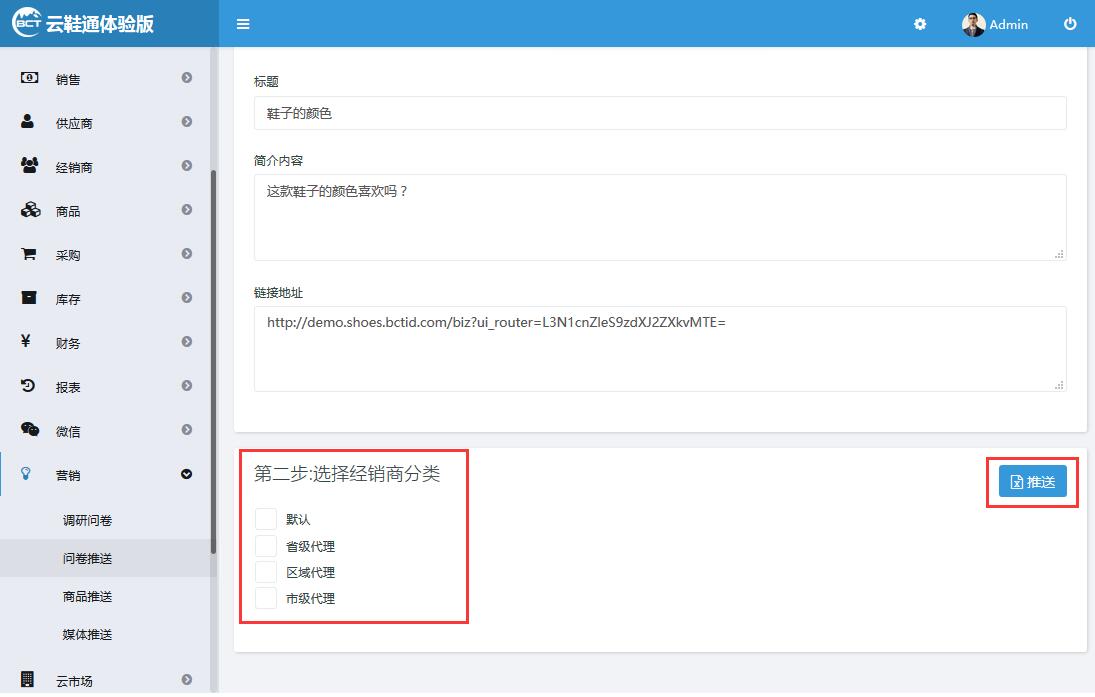 BCT 云鞋通体验版
Admin
销售
供应商
经销商
商品
采购
库存
财务
报表
微信
营销
调研问卷
问卷推送
商品推送
媒体推送
云市场
标题
鞋子的颜色
简介内容
这款鞋子的颜色喜欢吗？
链接地址
http://demo.shoes.bctid.com/biz?ui_router=L3N1cnZleS9zdXJ2ZXkvMTE=
第二步:选择经销商分类
推送
默认
省级代理
区域代理
市级代理